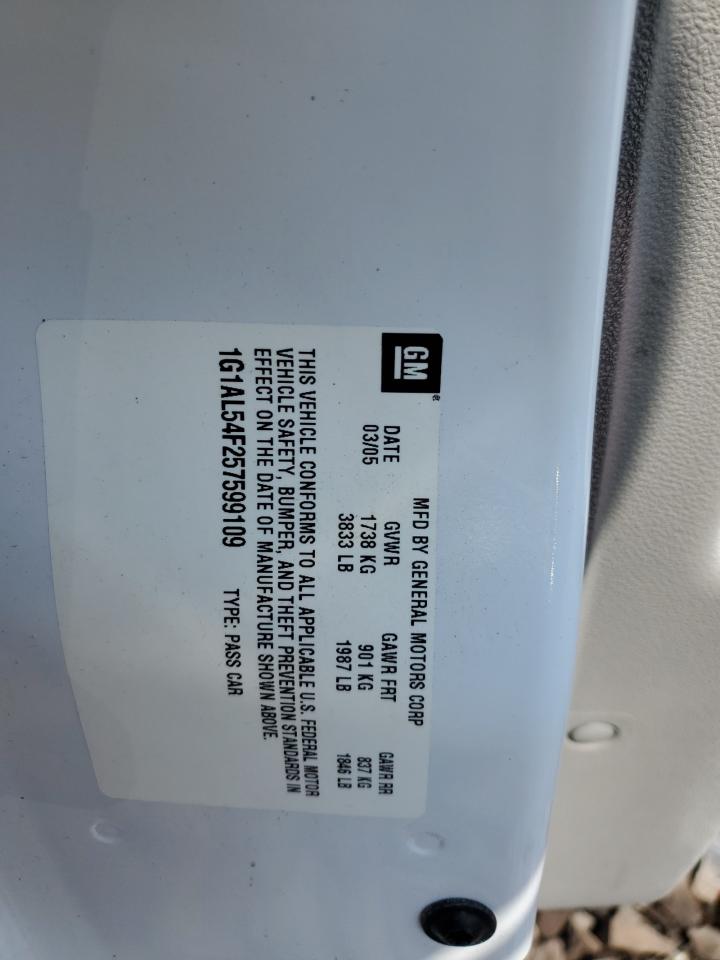 GM®
MFD BY GENERAL MOTORS CORP
DATE GVWR GAWR FRT GAWR RR
03/05 1738 KG 901 KG 837 KG
3833 LB 1987 LB 1846 LB
THIS VEHICLE CONFORMS TO ALL APPLICABLE U.S. FEDERAL MOTOR
VEHICLE SAFETY, BUMPER, AND THEFT PREVENTION STANDARDS IN
EFFECT ON THE DATE OF MANUFACTURE SHOWN ABOVE.
1G1AL54F257599109 TYPE: PASS CAR